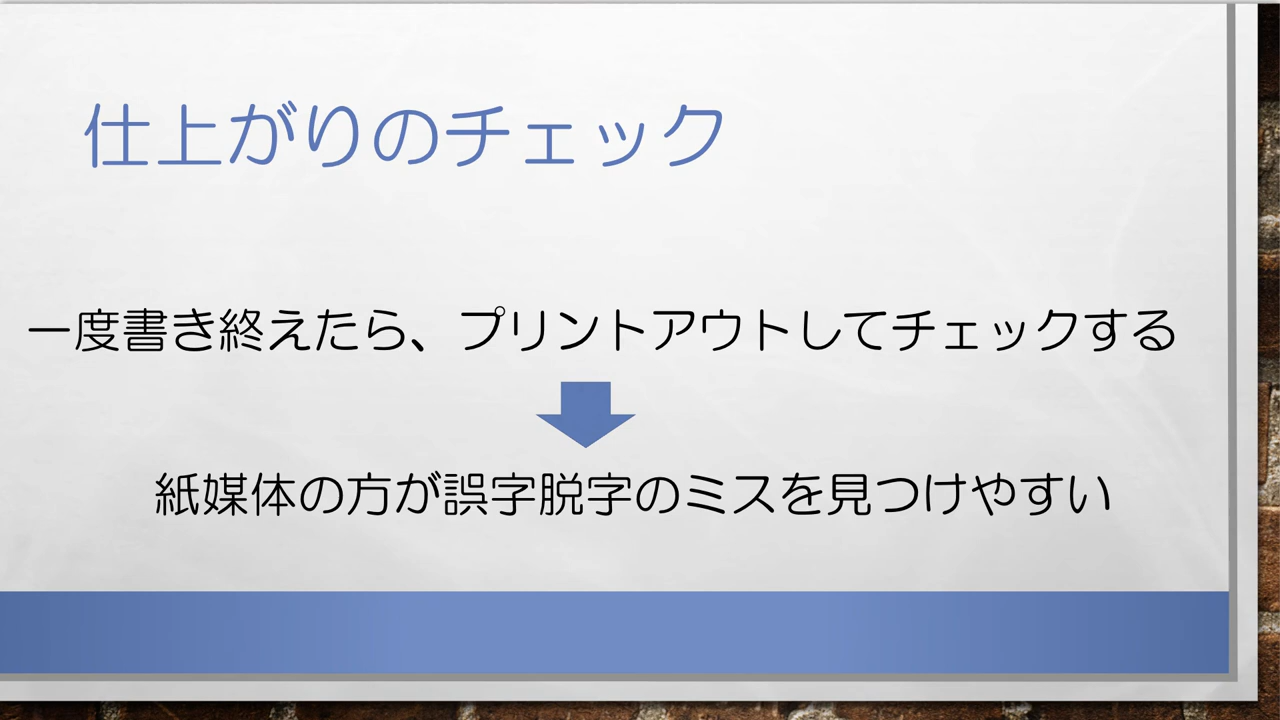 仕上がりのチェック
一度書き終えたら、プリントアウトしてチェックする
紙媒体の方が誤字脱字のミスを見つけやすい